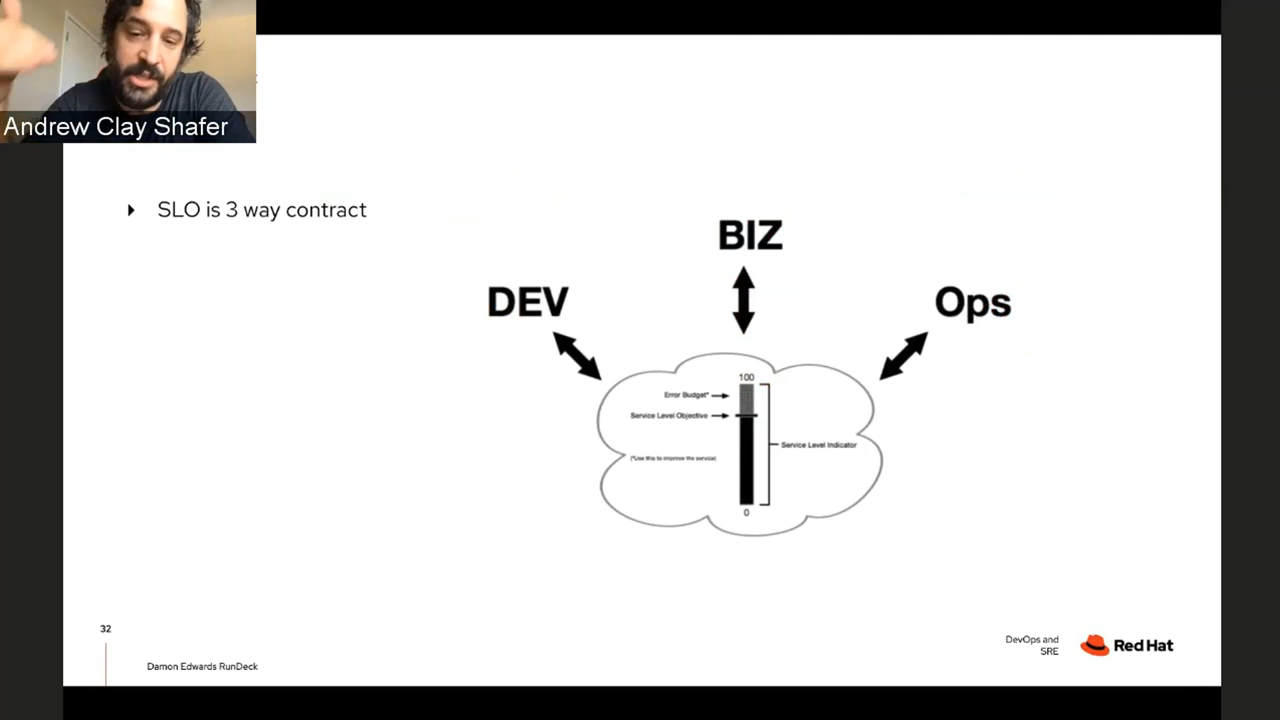 Andrew Clay Shafer
SLO is 3 way contract
BIZ
DEV
Ops
100
Error Budget*
Service Level Objective
Service Level Indicator
(*Use this to improve the service)
0
32
DevOps and
SRE
Red Hat
Damon Edwards RunDeck